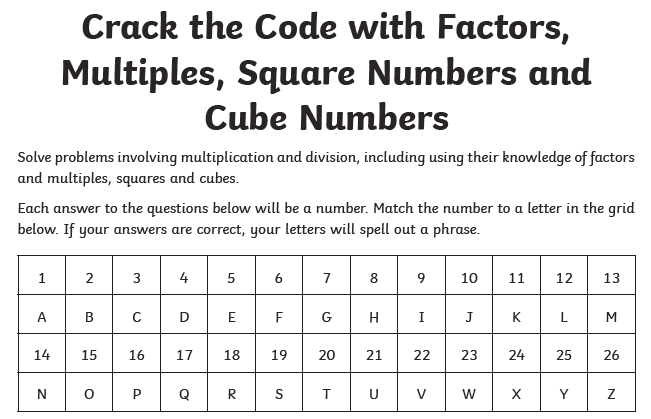 Crack the Code with Factors,
Multiples, Square Numbers and
Cube Numbers
Solve problems involving multiplication and division, including using their knowledge of factors
and multiples, squares and cubes.
Each answer to the questions below will be a number. Match the number to a letter in the grid
below. If your answers are correct, your letters will spell out a phrase.
1 2 3 4 5 6 7 8 9 10 11 12 13
A B C D E F G H I J K L M
14 15 16 17 18 19 20 21 22 23 24 25 26
N O P Q R S T U V W X Y Z